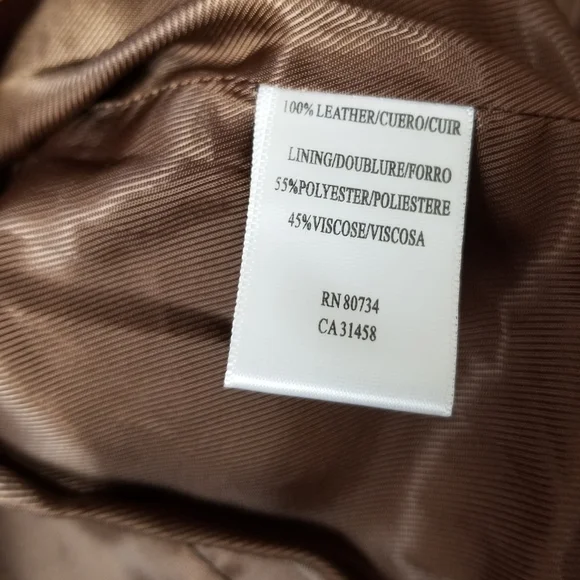 100% LEATHER/CUERO/CUIR
LINING/DOUBLURE/FORRO
55%POLYESTER/POLIESTERE
45%VISCOSE/VISCOSA
RN 80734
CA 31458